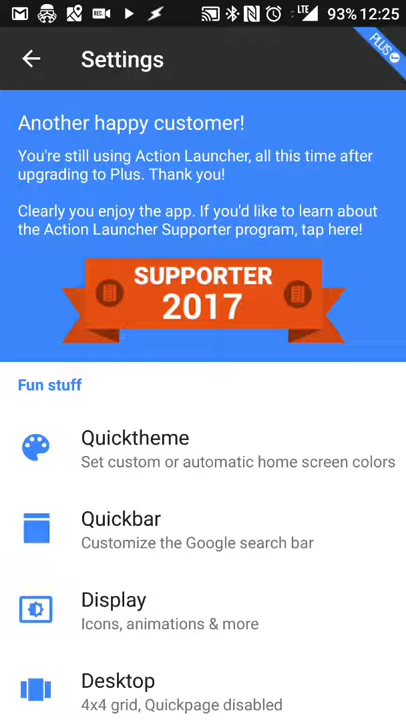 LTE 93% 12:25
Settings
PLUS
Another happy customer!
You're still using Action Launcher, all this time after
upgrading to Plus. Thank you!
Clearly you enjoy the app. If you'd like to learn about
the Action Launcher Supporter program, tap here!
SUPPORTER
2017
Fun stuff
Quicktheme
Set custom or automatic home screen colors
Quickbar
Customize the Google search bar
Display
Icons, animations & more
Desktop
4x4 grid, Quickpage disabled